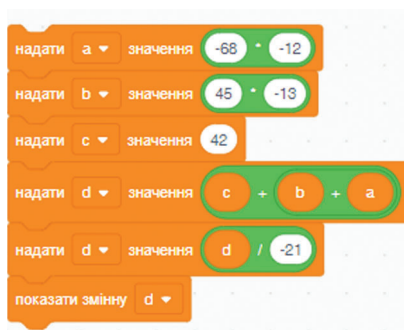 надати a значення -68 * -12
надати b значення 45 * -13
надати c значення 42
надати d значення c + b + a
надати d значення d / -21
показати змінну d